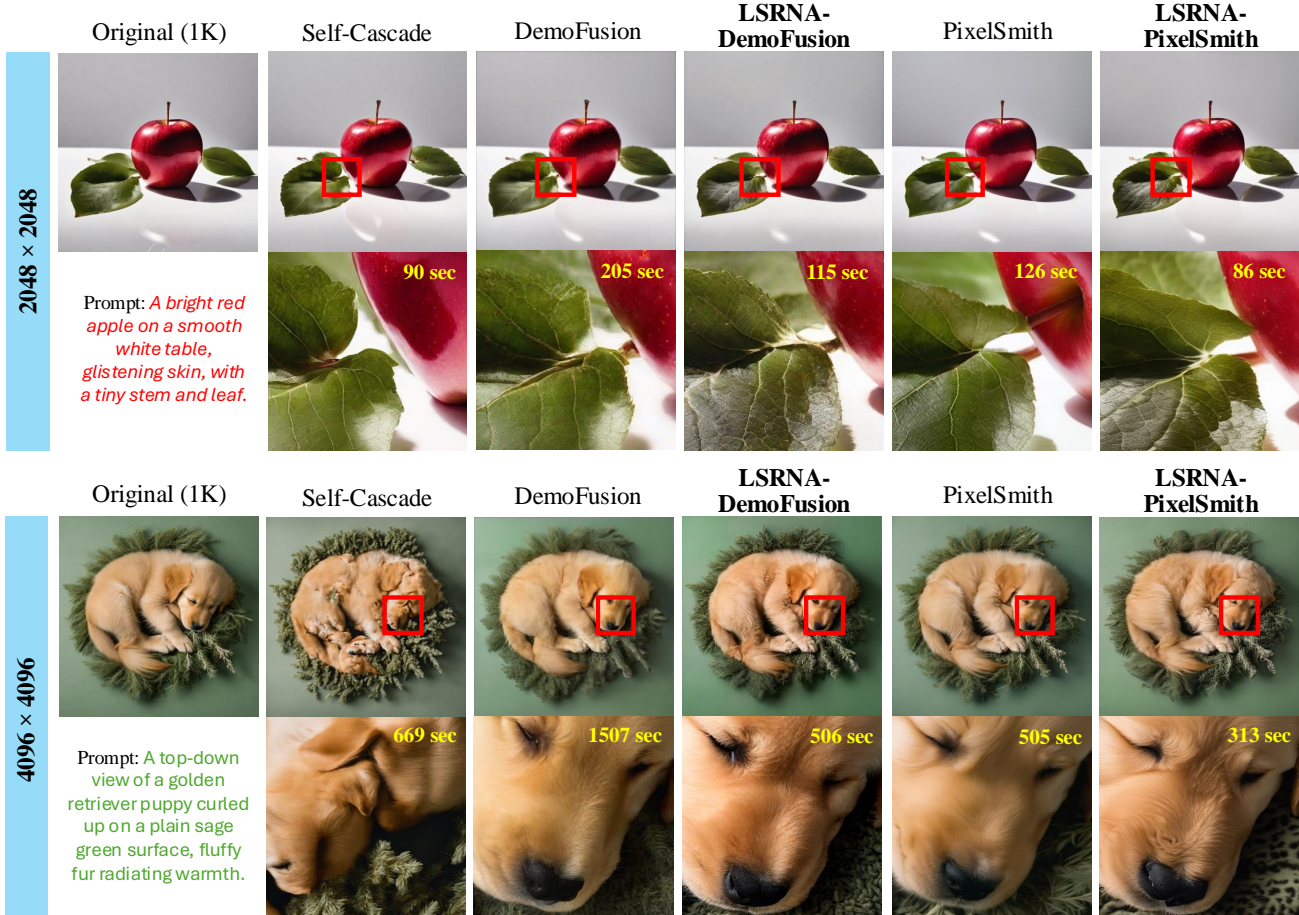 Original (1K)
Self-Cascade
DemoFusion
LSRNA-
DemoFusion
PixelSmith
LSRNA-
PixelSmith
2048 × 2048
90 sec
205 sec
115 sec
126 sec
86 sec
Prompt: A bright red
apple on a smooth
white table,
glistening skin, with
a tiny stem and leaf.
Original (1K)
Self-Cascade
DemoFusion
LSRNA-
DemoFusion
PixelSmith
LSRNA-
PixelSmith
4096 × 4096
669 sec
1507 sec
506 sec
505 sec
313 sec
Prompt: A top-down
view of a golden
retriever puppy curled
up on a plain sage
green surface, fluffy
fur radiating warmth.